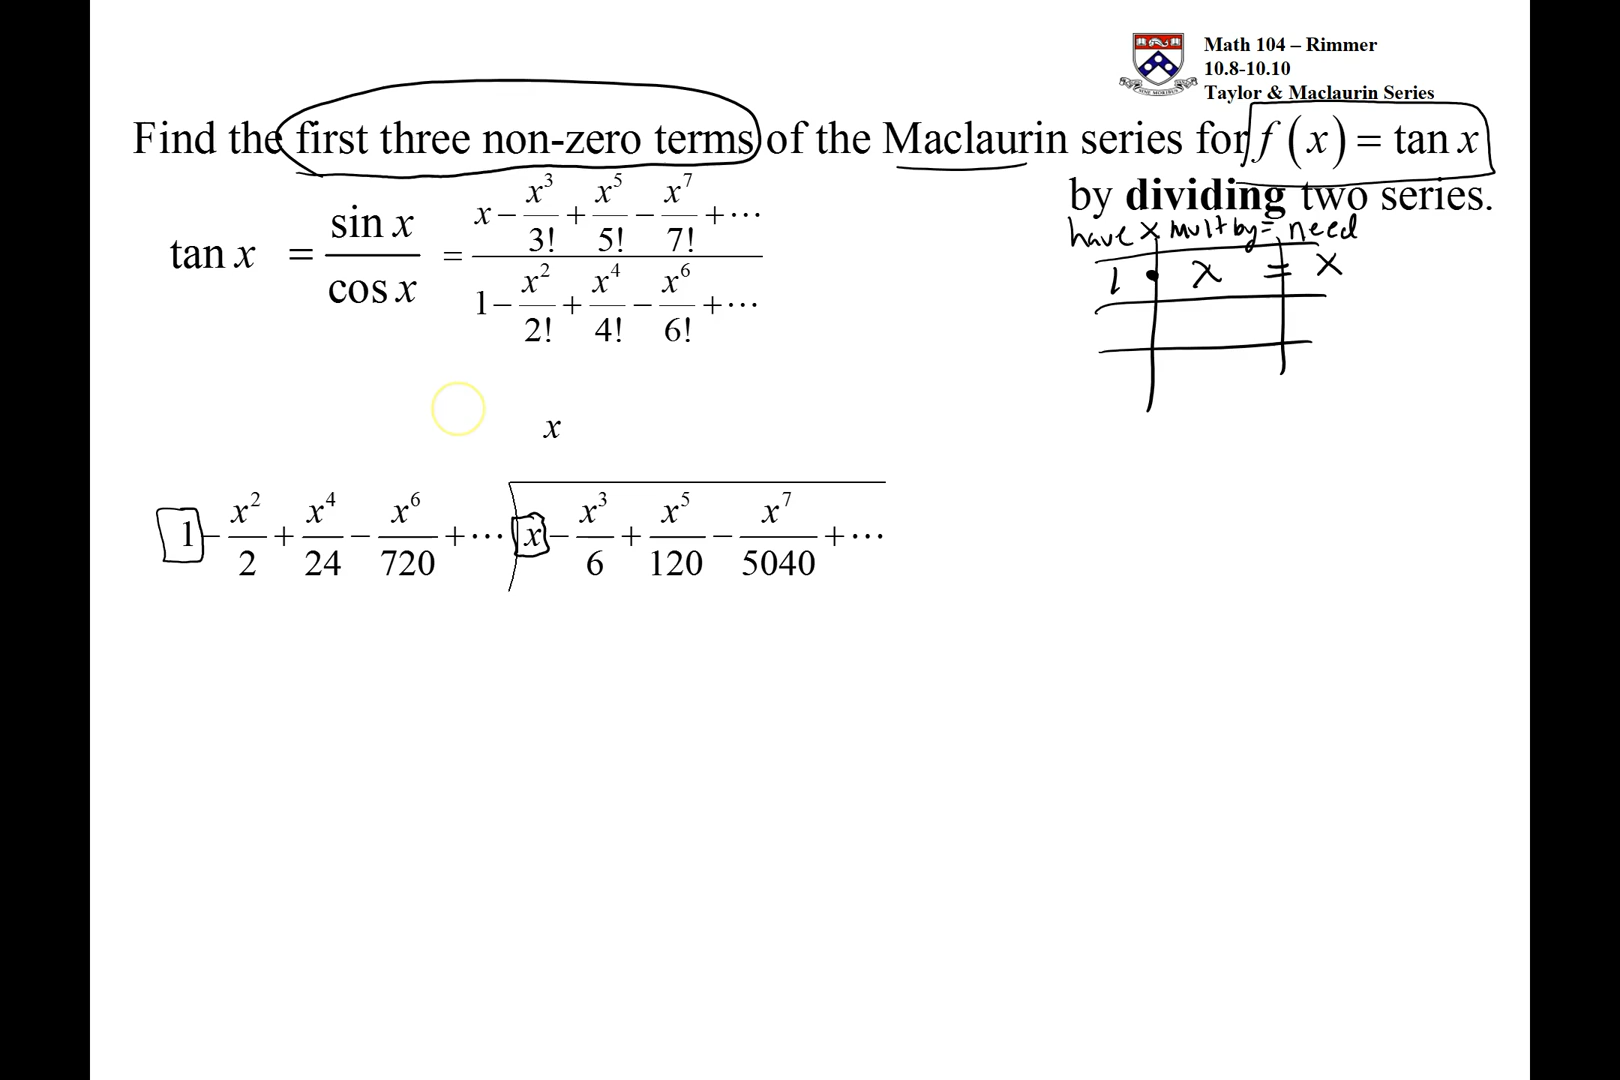 Math 104 – Rimmer
10.8-10.10
Taylor & Maclaurin Series
Find the first three non-zero terms of the Maclaurin series for f(x) = tan x
by dividing two series.
tan x = sin x / cos x = (x − x³/3! + x⁵/5! − x⁷/7! + ⋯) / (1 − x²/2! + x⁴/4! − x⁶/6! + ⋯)
have × mult by = need
1 • x = x
x
1 − x²/2 + x⁴/24 − x⁶/720 + ⋯ x − x³/6 + x⁵/120 − x⁷/5040 + ⋯